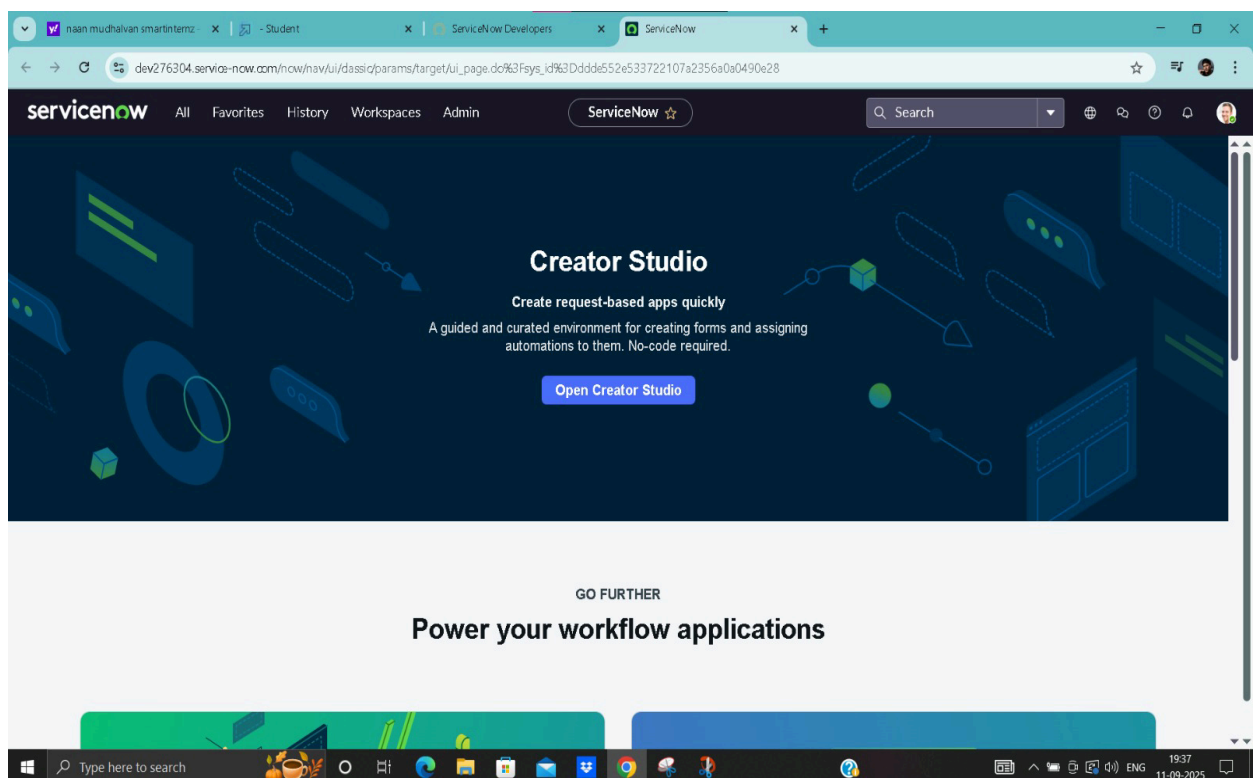 naan mudhalvan smartinternz -
- Student
ServiceNow Developers
ServiceNow
dev276304.service-now.com/now/nav/ui/classic/params/target/ui_page.do%3Fsys_id%3Dddde552e533722107a2356a0a0490e28
servicenow All Favorites History Workspaces Admin
ServiceNow
Search
Creator Studio
Create request-based apps quickly
A guided and curated environment for creating forms and assigning
automations to them. No-code required.
Open Creator Studio
GO FURTHER
Power your workflow applications
Type here to search
ENG
19:37
11-09-2025